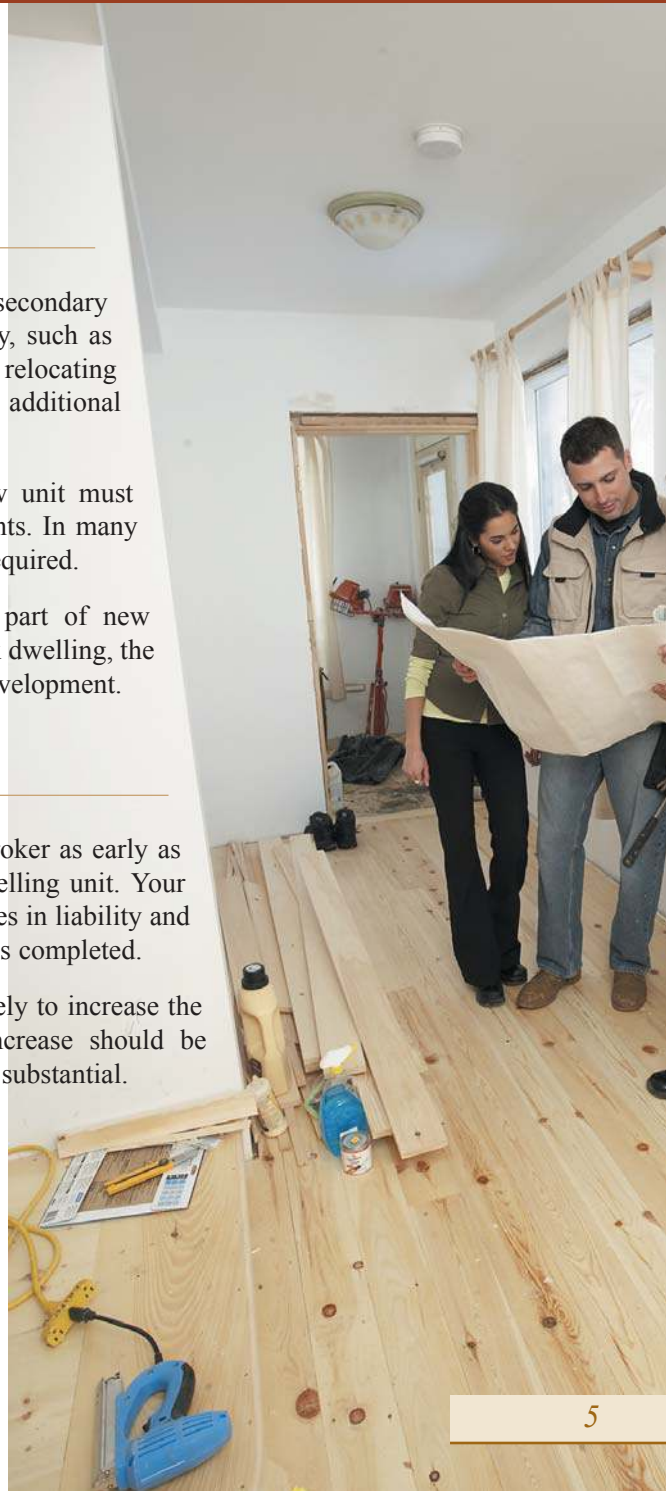 secondary
y, such as
relocating
additional
unit must
nts. In many
equired.
part of new
dwelling, the
velopment.
oker as early as
elling unit. Your
es in liability and
s completed.
ely to increase the
ncrease should be
substantial.
5